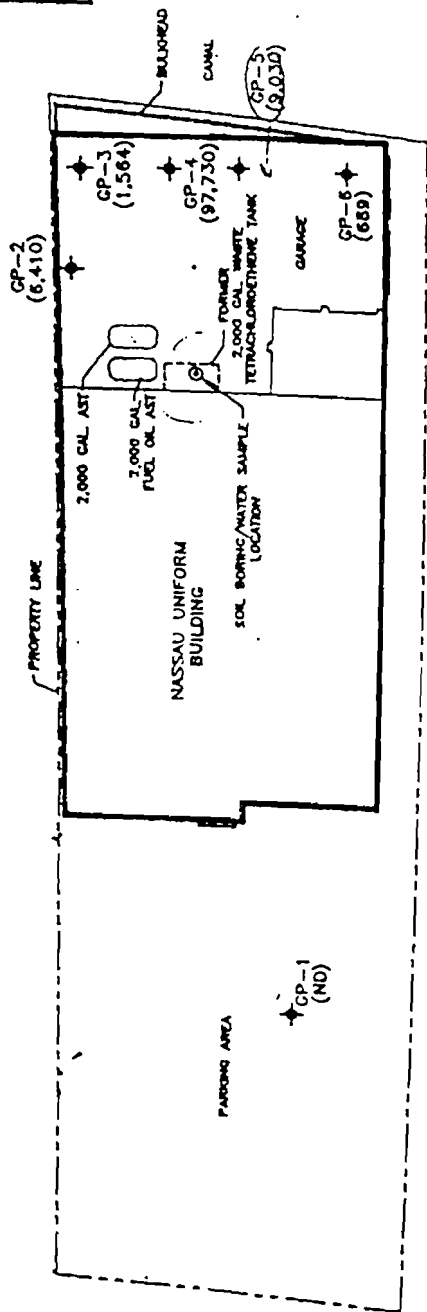 BULKHEAD
CANAL
GP-5
(9,030)
GP-3
(1,564)
GP-4
(97,730)
GP-2
(6,410)
GP-6
(689)
GARAGE
FORMER
2,000 GAL WASTE
TETRACHLOROETHENE TANK
2,000 GAL AST
2,000 GAL
FUEL OIL AST
SOIL BORING/WATER SAMPLE
LOCATION
PROPERTY LINE
NASSAU UNIFORM
BUILDING
GP-1
(ND)
PARKING AREA